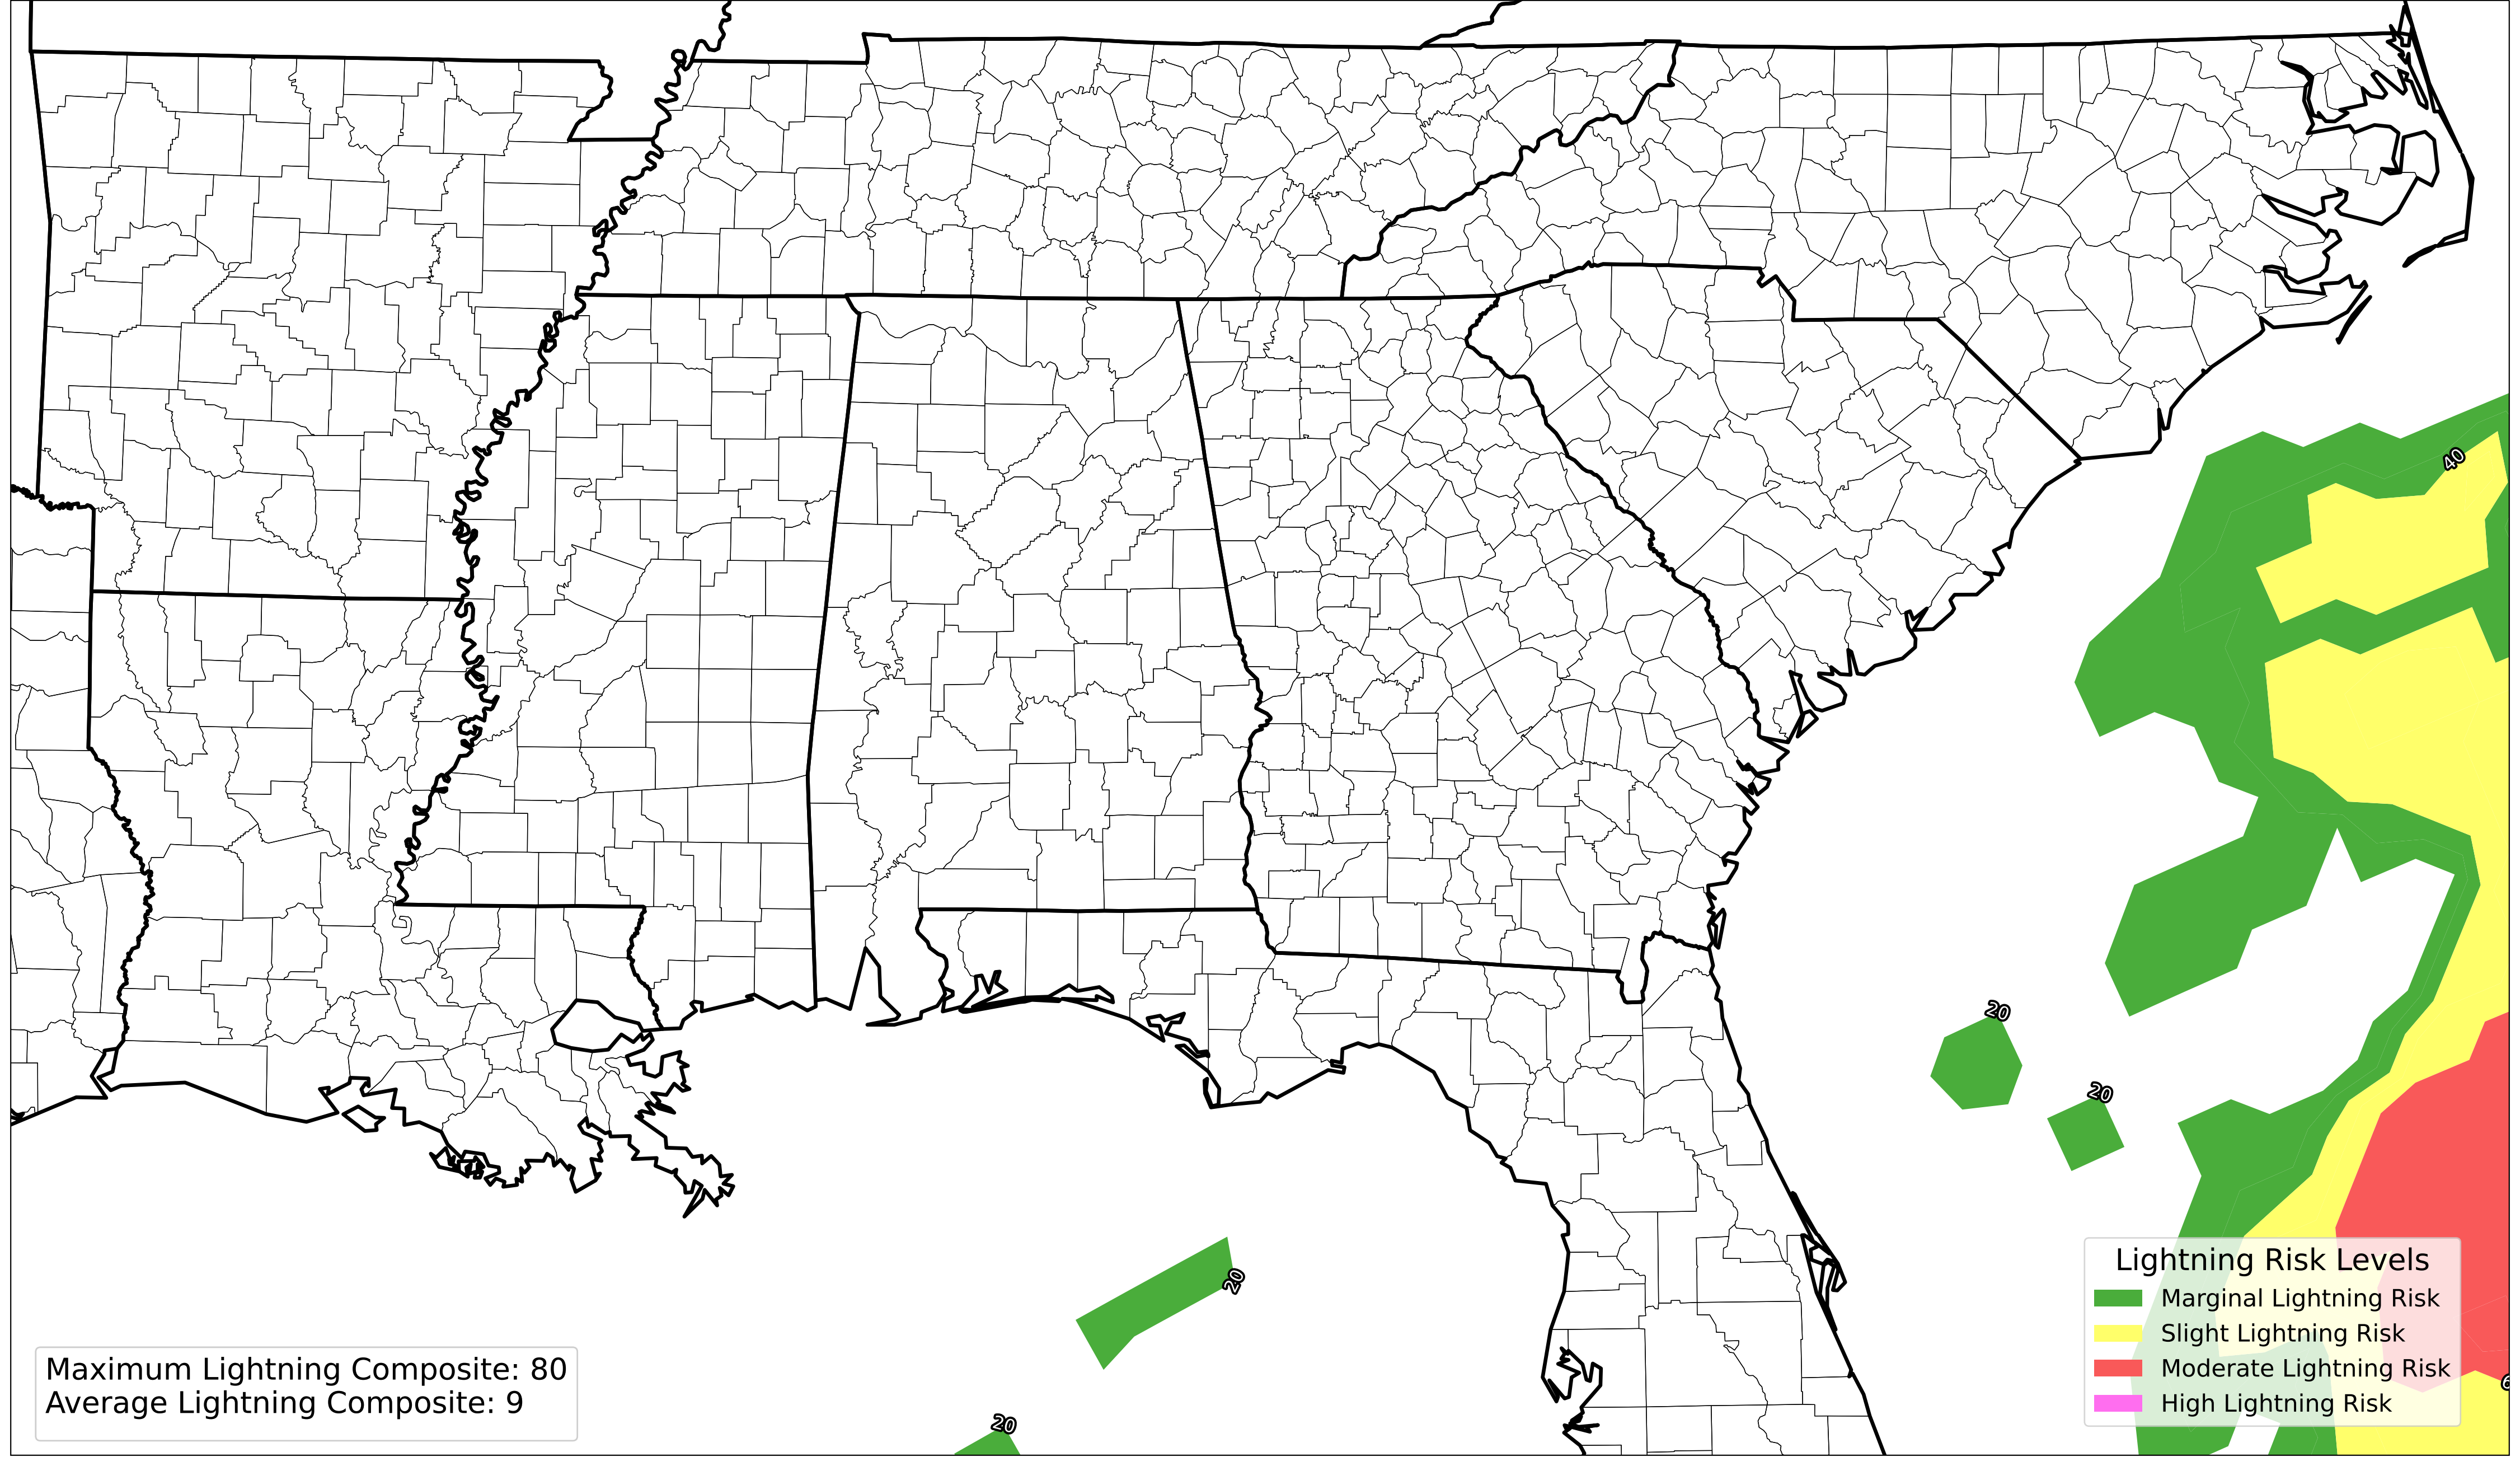 40
20
20
20
20
Lightning Risk Levels
Marginal Lightning Risk
Slight Lightning Risk
Moderate Lightning Risk
High Lightning Risk
Maximum Lightning Composite: 80
Average Lightning Composite: 9